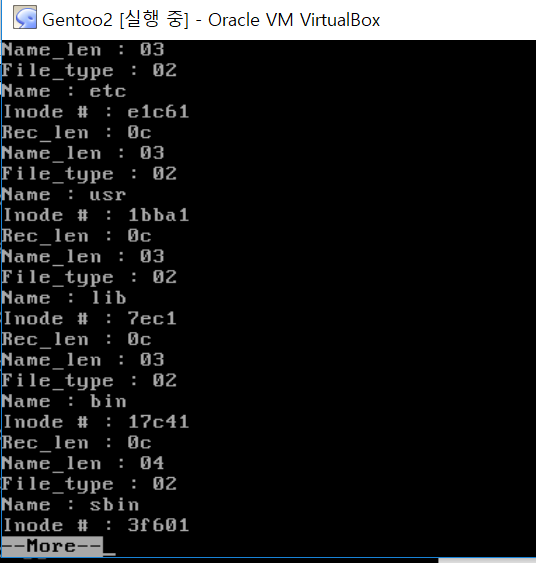 Gentoo2 [실행 중] - Oracle VM VirtualBox
Name_len : 03
File_type : 02
Name : etc
Inode # : e1c61
Rec_len : 0c
Name_len : 03
File_type : 02
Name : usr
Inode # : 1bba1
Rec_len : 0c
Name_len : 03
File_type : 02
Name : lib
Inode # : 7ec1
Rec_len : 0c
Name_len : 03
File_type : 02
Name : bin
Inode # : 17c41
Rec_len : 0c
Name_len : 04
File_type : 02
Name : sbin
Inode # : 3f601
--More--_